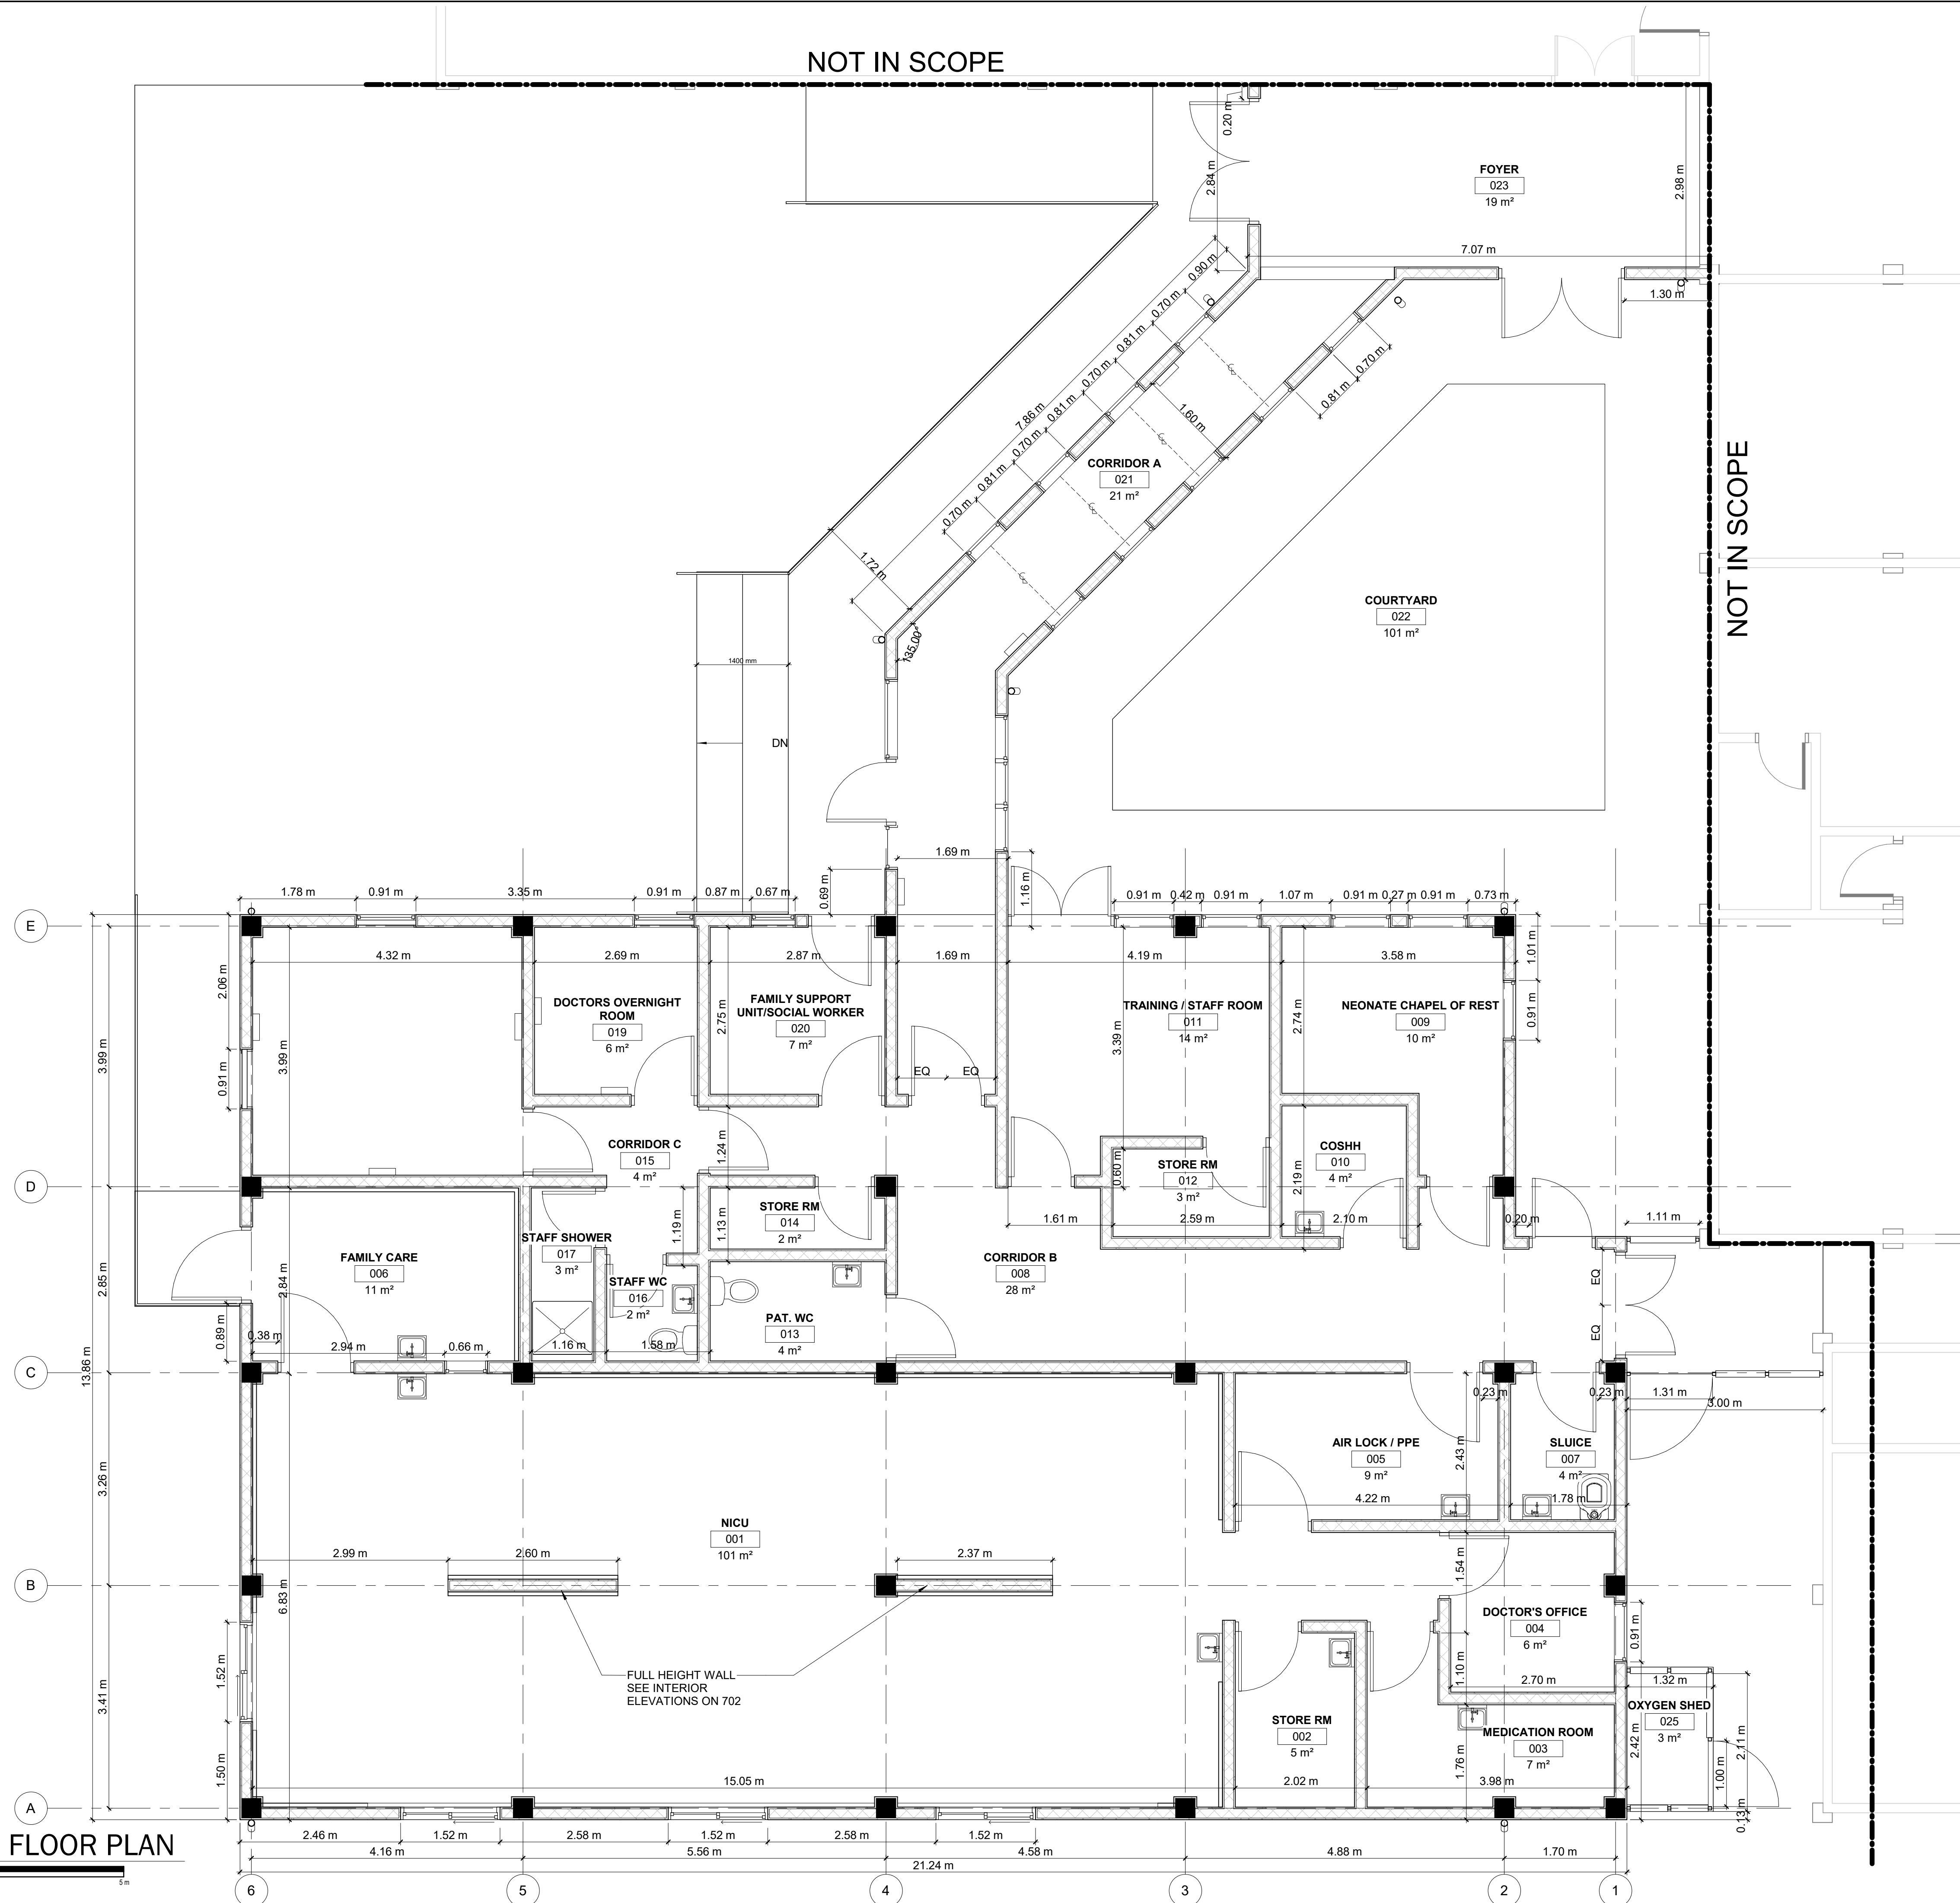 NOT IN SCOPE
0.20 m
2.84 m
FOYER
023
19 m²
2.98 m
7.07 m
1.30 m
0.90 m
0.70 m
0.81 m
0.70 m
0.81 m
0.70 m
0.81 m
0.70 m
7.86 m
1.60 m
0.70 m
0.81 m
CORRIDOR A
021
21 m²
NOT IN SCOPE
1.72 m
135.00°
COURTYARD
022
101 m²
1400 mm
DN
1.69 m
0.69 m
1.16 m
1.78 m
0.91 m
3.35 m
0.91 m
0.87 m
0.67 m
0.91 m
0.42 m
0.91 m
1.07 m
0.91 m
0.27 m
0.91 m
0.73 m
E
4.32 m
2.69 m
2.87 m
1.69 m
4.19 m
3.58 m
1.01 m
2.06 m
0.91 m
3.99 m
3.99 m
DOCTORS OVERNIGHT
ROOM
019
6 m²
2.75 m
FAMILY SUPPORT
UNIT/SOCIAL WORKER
020
7 m²
EQ
EQ
3.39 m
TRAINING / STAFF ROOM
011
14 m²
2.74 m
NEONATE CHAPEL OF REST
009
10 m²
0.91 m
CORRIDOR C
015
4 m²
1.24 m
COSHH
010
4 m²
D
0.60 m
STORE RM
012
3 m²
2.19 m
STORE RM
014
2 m²
1.19 m
1.13 m
1.61 m
2.59 m
2.10 m
0.20 m
1.11 m
STAFF SHOWER
017
3 m²
FAMILY CARE
006
11 m²
2.85 m
2.84 m
0.89 m
0.38 m
2.94 m
0.66 m
STAFF WC
016
2 m²
1.16 m
1.58 m
PAT. WC
013
4 m²
CORRIDOR B
008
28 m²
EQ
EQ
C
13.86 m
0.23 m
0.23 m
1.31 m
3.00 m
AIR LOCK / PPE
005
9 m²
2.43 m
4.22 m
SLUICE
007
4 m²
1.78 m
3.26 m
NICU
001
101 m²
2.99 m
2.60 m
2.37 m
B
6.83 m
1.54 m
DOCTOR'S OFFICE
004
6 m²
0.91 m
1.10 m
2.70 m
1.32 m
1.52 m
3.41 m
FULL HEIGHT WALL
SEE INTERIOR
ELEVATIONS ON 702
OXYGEN SHED
025
3 m²
2.42 m
2.11 m
1.00 m
0.13 m
STORE RM
002
5 m²
MEDICATION ROOM
003
7 m²
1.76 m
1.50 m
15.05 m
2.02 m
3.98 m
A
FLOOR PLAN
5 m
2.46 m
1.52 m
2.58 m
1.52 m
2.58 m
1.52 m
4.16 m
5.56 m
4.58 m
4.88 m
1.70 m
21.24 m
6
5
4
3
2
1